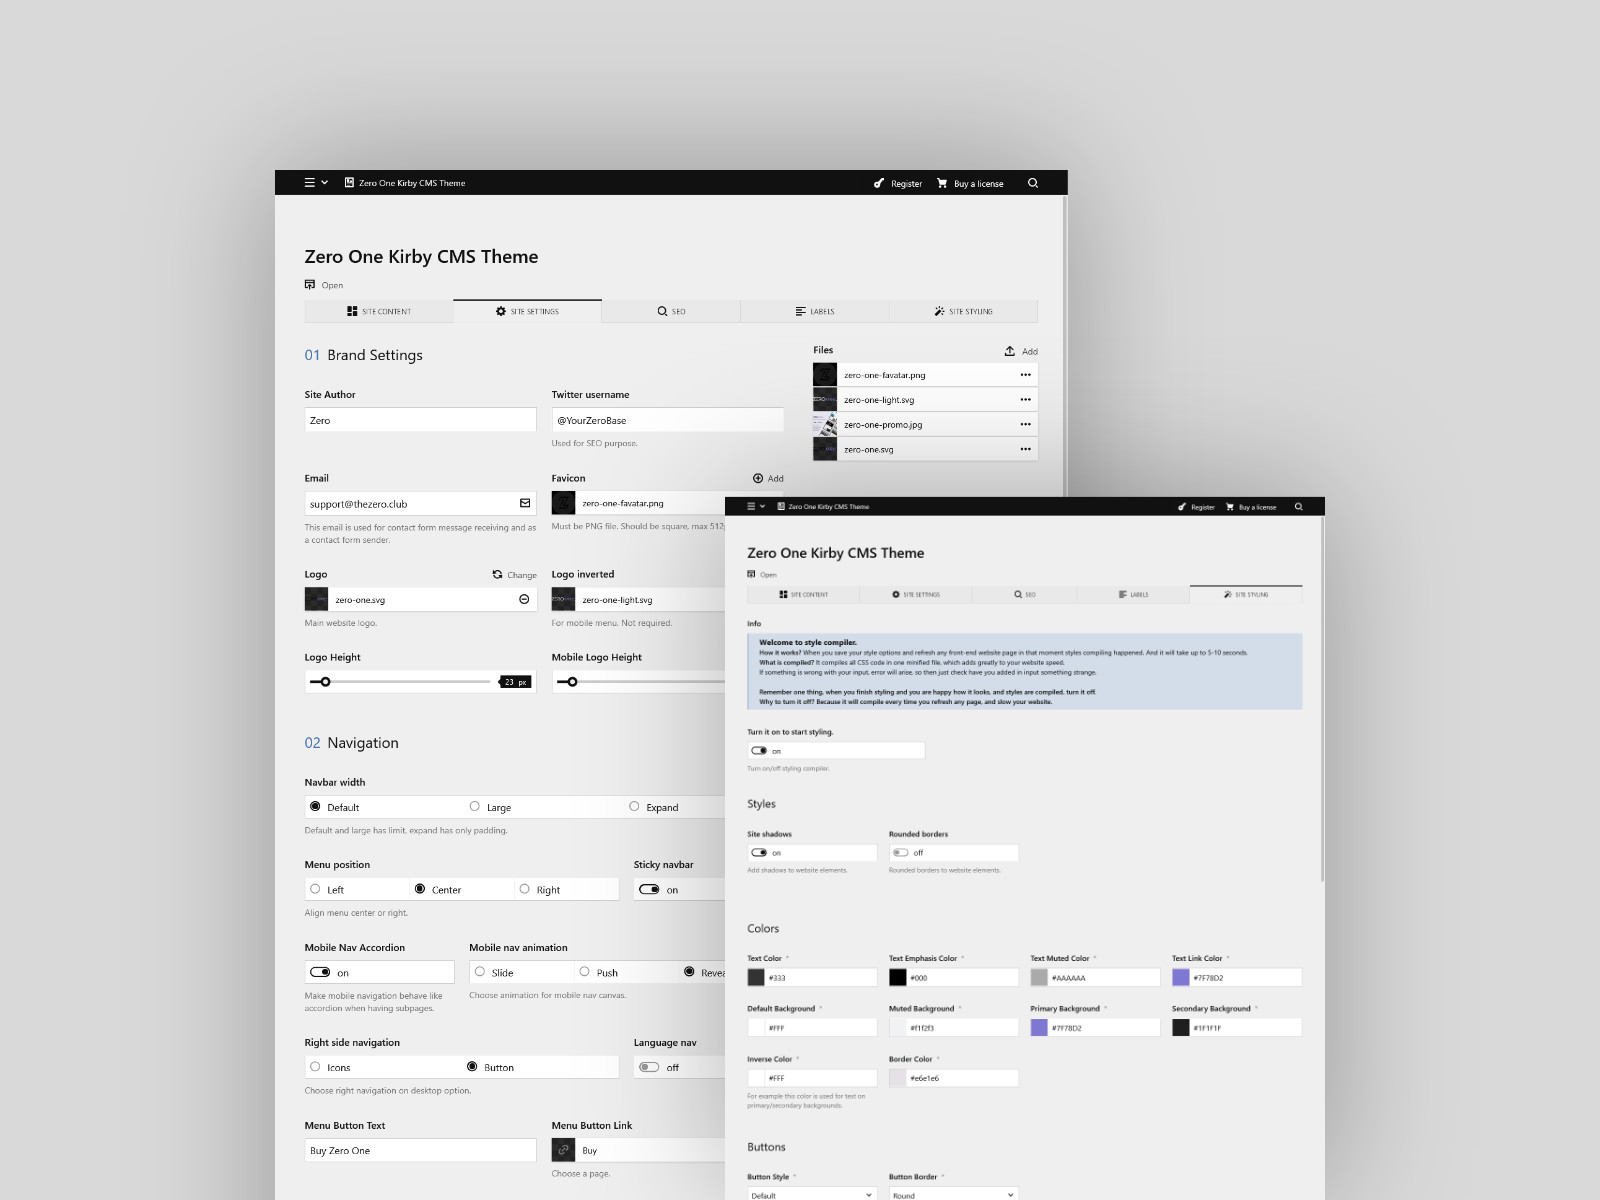 Zero One Kirby CMS Theme
Register
Buy a license
Zero One Kirby CMS Theme
Open
SITE CONTENT
SITE SETTINGS
SEO
LABELS
SITE STYLING
01 Brand Settings
Site Author
Zero
Twitter username
@YourZeroBase
Used for SEO purpose.
Email
support@thezero.club
This email is used for contact form message receiving and as
a contact form sender.
Favicon
Add
zero-one-favatar.png
Must be PNG file. Should be square, max 512
Logo
Change
zero-one.svg
Main website logo.
Logo inverted
zero-one-light.svg
For mobile menu. Not required.
Logo Height
23 px
Mobile Logo Height
Files
Add
zero-one-favatar.png
zero-one-light.svg
zero-one-promo.jpg
zero-one.svg
02 Navigation
Navbar width
Default
Large
Expand
Default and large has limit, expand has only padding.
Menu position
Left
Center
Right
Align menu center or right.
Sticky navbar
on
Mobile Nav Accordion
on
Make mobile navigation behave like
accordion when having subpages.
Mobile nav animation
Slide
Push
Revea
Choose animation for mobile nav canvas.
Right side navigation
Icons
Button
Choose right navigation on desktop option.
Language nav
off
Menu Button Text
Buy Zero One
Menu Button Link
Buy
Choose a page.
Zero One Kirby CMS Theme
Register
Buy a license
Zero One Kirby CMS Theme
Open
SITE CONTENT
SITE SETTINGS
SEO
LABELS
SITE STYLING
Info
Welcome to style compiler.
How it works? When you save your style options and refresh any front-end website page in that moment styles compiling happened. And it will take up to 5-10 seconds.
What is compiled? It compiles all CSS code in one minified file, which adds greatly to your website speed.
If something is wrong with your input, error will arise, so then just check have you added in input something strange.
Remember one thing, when you finish styling and you are happy how it looks, and styles are compiled, turn it off.
Why to turn it off? Because it will compile every time you refresh any page, and slow your website.
Turn it on to start styling.
on
Turn on/off styling compiler.
Styles
Site shadows
on
Add shadows to website elements.
Rounded borders
off
Rounded borders to website elements.
Colors
Text Color *
#333
Text Emphasis Color *
#000
Text Muted Color *
#AAAAAA
Text Link Color *
#7F78D2
Default Background *
#FFF
Muted Background *
#f1f2f3
Primary Background *
#7F78D2
Secondary Background *
#1F1F1F
Inverse Color *
#FFF
For example this color is used for text on
primary/secondary backgrounds.
Border Color *
#e6e1e6
Buttons
Button Style *
Default
Button Border *
Round